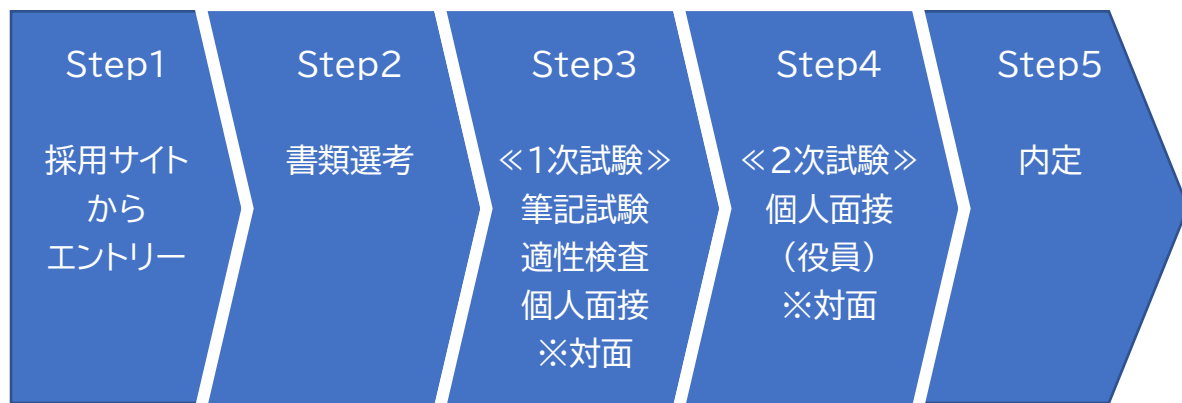 Step1
採用サイト
から
エントリー
Step2
書類選考
Step3
≪1次試験≫
筆記試験
適性検査
個人面接
※対面
Step4
≪2次試験≫
個人面接
（役員）
※対面
Step5
内定